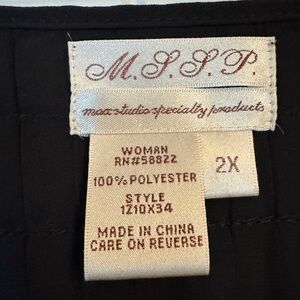 M.S.S.P.
max studio specialty products
WOMAN
RN#58822
100% POLYESTER
STYLE
1Z10X34
MADE IN CHINA
CARE ON REVERSE
2X